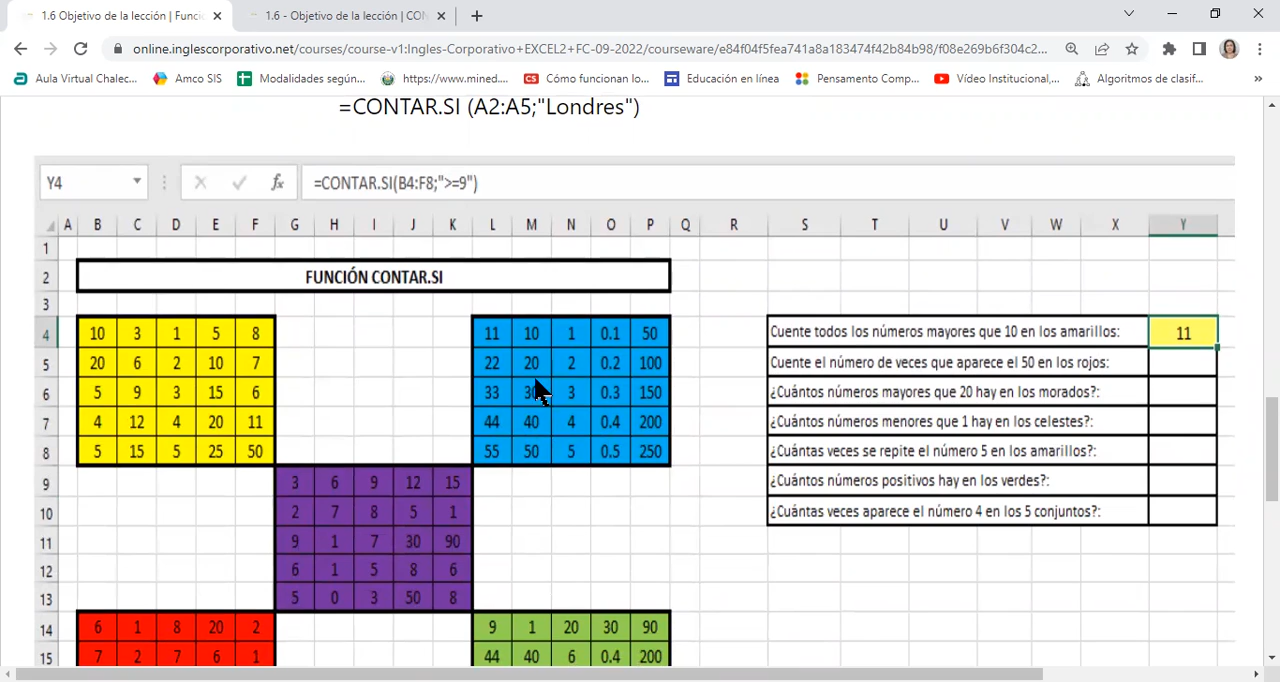 1.6 Objetivo de la lección | Funci
1.6 - Objetivo de la lección | CON
online.inglescorporativo.net/courses/course-v1:Ingles-Corporativo+EXCEL2+FC-09-2022/courseware/e84f04f5fea741a8a183474f42b84b98/f08e269b6f304c2...
Aula Virtual Chalec... Amco SIS Modalidades según... https://www.mined... CS Cómo funcionan lo... Educación en línea Pensamento Comp... Vídeo Institucional,... Algoritmos de clasif...
=CONTAR.SI (A2:A5;"Londres")
Y4 fx =CONTAR.SI(B4:F8;">=9")
A B C D E F G H I J K L M N O P Q R S T U V W X Y
1
2 FUNCIÓN CONTAR.SI
3
4 10 3 1 5 8 11 10 1 0.1 50 Cuente todos los números mayores que 10 en los amarillos: 11
5 20 6 2 10 7 22 20 2 0.2 100 Cuente el número de veces que aparece el 50 en los rojos:
6 5 9 3 15 6 33 30 3 0.3 150 ¿Cuántos números mayores que 20 hay en los morados?:
7 4 12 4 20 11 44 40 4 0.4 200 ¿Cuántos números menores que 1 hay en los celestes?:
8 5 15 5 25 50 55 50 5 0.5 250 ¿Cuántas veces se repite el número 5 en los amarillos?:
9 3 6 9 12 15 ¿Cuántos números positivos hay en los verdes?:
10 2 7 8 5 1 ¿Cuántas veces aparece el número 4 en los 5 conjuntos?:
11 9 1 7 30 90
12 6 1 5 8 6
13 5 0 3 50 8
14 6 1 8 20 2 9 1 20 30 90
15 7 2 7 6 1 44 40 6 0.4 200